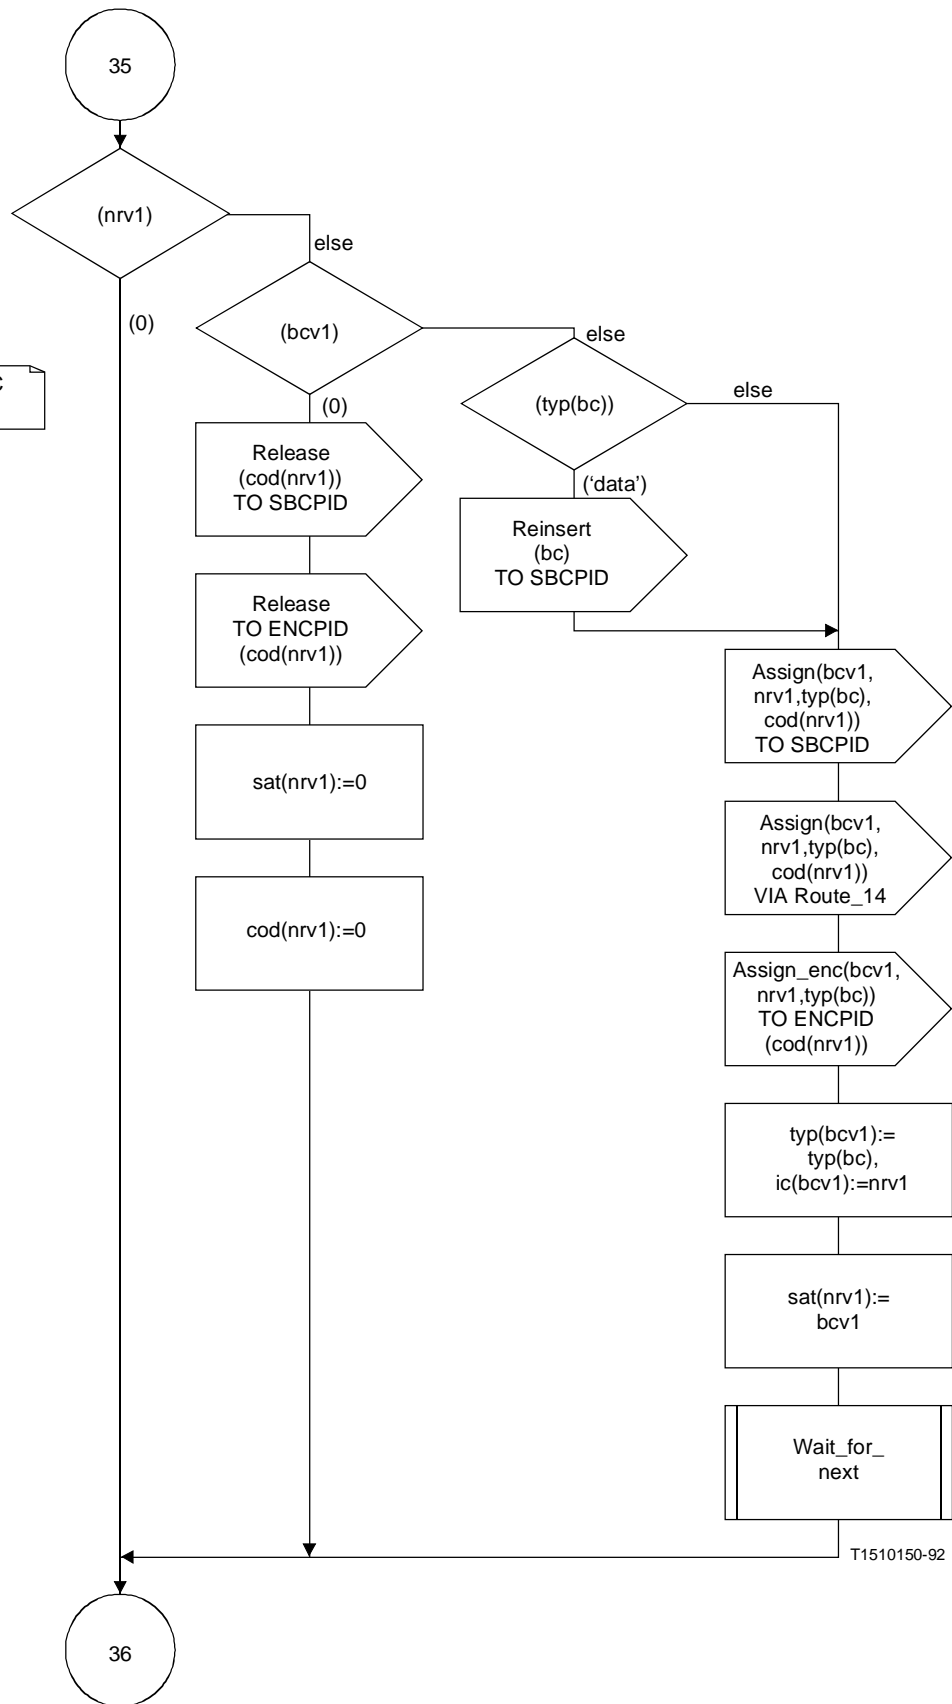 35
(nrv1)
else
(0)
(bcv1)
else
(0)
(typ(bc))
else
('data')
Release
(cod(nrv1))
TO SBCPID
Reinsert
(bc)
TO SBCPID
Release
TO ENCPID
(cod(nrv1))
sat(nrv1):=0
cod(nrv1):=0
Assign(bcv1,
nrv1,typ(bc),
cod(nrv1))
TO SBCPID
Assign(bcv1,
nrv1,typ(bc),
cod(nrv1))
VIA Route_14
Assign_enc(bcv1,
nrv1,typ(bc))
TO ENCPID
(cod(nrv1))
typ(bcv1):=
typ(bc),
ic(bcv1):=nrv1
sat(nrv1):=
bcv1
Wait_for_
next
T1510150-92
36